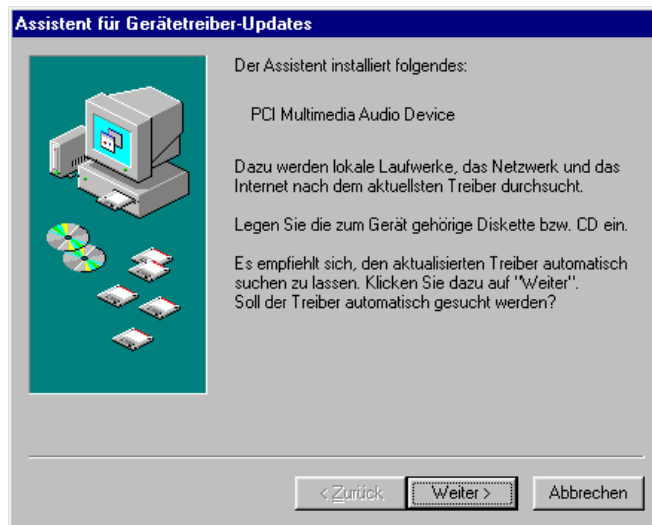 Assistent für Gerätetreiber-Updates
Der Assistent installiert folgendes:
PCI Multimedia Audio Device
Dazu werden lokale Laufwerke, das Netzwerk und das
Internet nach dem aktuellsten Treiber durchsucht.
Legen Sie die zum Gerät gehörige Diskette bzw. CD ein.
Es empfiehlt sich, den aktualisierten Treiber automatisch
suchen zu lassen. Klicken Sie dazu auf "Weiter".
Soll der Treiber automatisch gesucht werden?
< Zurück
Weiter >
Abbrechen